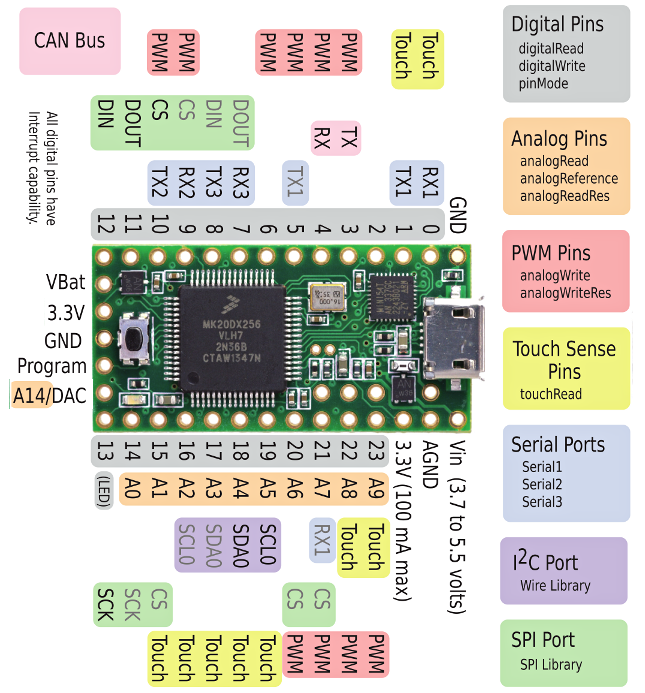 CAN Bus
PWM
PWM
PWM
PWM
PWM
PWM
Touch
Touch
DIN
DOUT
CS
CS
DIN
DOUT
RX
TX
TX2
RX2
TX3
RX3
TX1
TX1
RX1
All digital pins have
Interrupt capability.
12
11
10
9
8
7
6
5
4
3
2
1
0
GND
VBat
3.3V
GND
Program
A14/DAC
MK20DX256
VLH7
2N36B
CTAW1347N
13
14
15
16
17
18
19
20
21
22
23
3.3V (100 mA max)
AGND
Vin (3.7 to 5.5 volts)
(LED)
A0
A1
A2
A3
A4
A5
A6
A7
A8
A9
SCL0
SDA0
SDA0
SCL0
RX1
Touch
Touch
SCK
SCK
CS
CS
CS
Touch
Touch
Touch
Touch
Touch
PWM
PWM
PWM
PWM
Digital Pins
digitalRead
digitalWrite
pinMode
Analog Pins
analogRead
analogReference
analogReadRes
PWM Pins
analogWrite
analogWriteRes
Touch Sense
Pins
touchRead
Serial Ports
Serial1
Serial2
Serial3
I2C Port
Wire Library
SPI Port
SPI Library